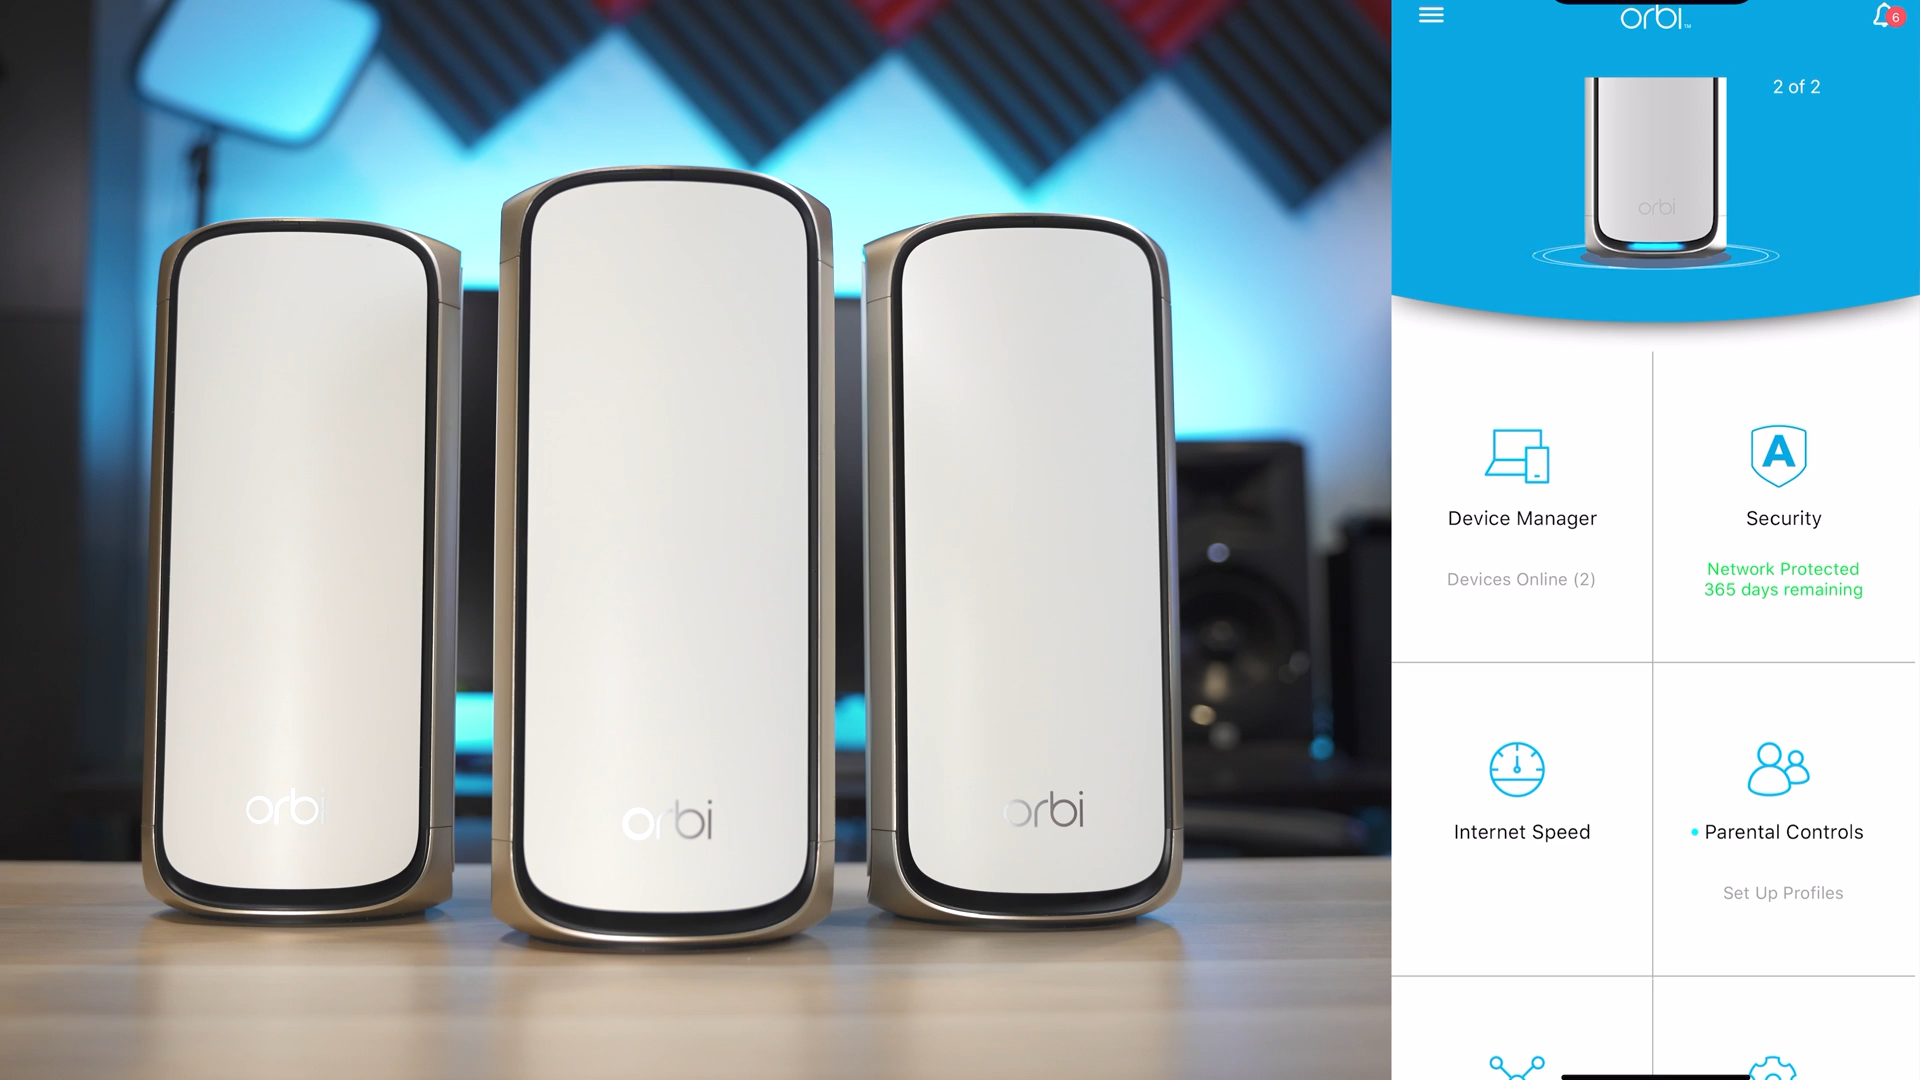 orbi
orbi
orbi
orbi™
6
2 of 2
orbi
Device Manager
Devices Online (2)
A
Security
Network Protected
365 days remaining
Internet Speed
Parental Controls
Set Up Profiles